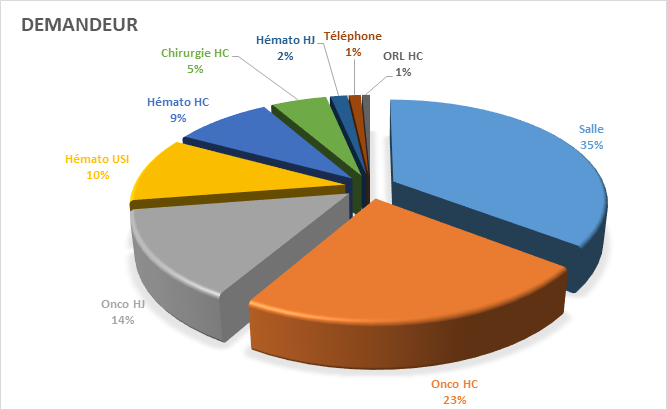 DEMANDEUR
Salle
35%
Onco HC
23%
Onco HJ
14%
Hémato USI
10%
Hémato HC
9%
Chirurgie HC
5%
Hémato HJ
2%
Téléphone
1%
ORL HC
1%